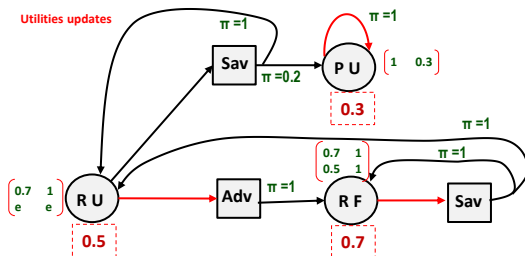 Utilities updates
π =1
π =1
Sav
π =0.2
P U
1 0.3
0.3
π =1
0.7 1
0.5 1
π =1
0.7 1
e e
R U
Adv
π =1
R F
Sav
0.5
0.7